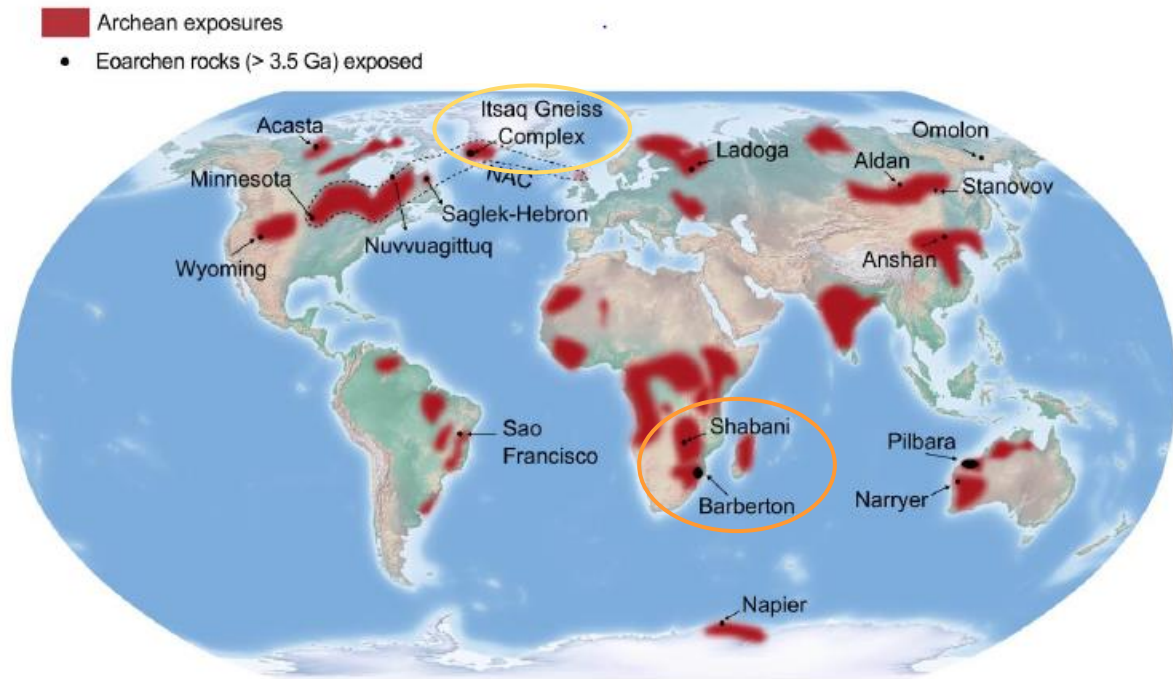 Archean exposures
Eoarchen rocks (> 3.5 Ga) exposed
Itsaq Gneiss
Complex
Acasta
Omolon
Ladoga
Aldan
Minnesota
NAC
Stanovov
Saglek-Hebron
Nuvvuagittuq
Wyoming
Anshan
Shabani
Sao
Francisco
Pilbara
Narryer
Barberton
Napier